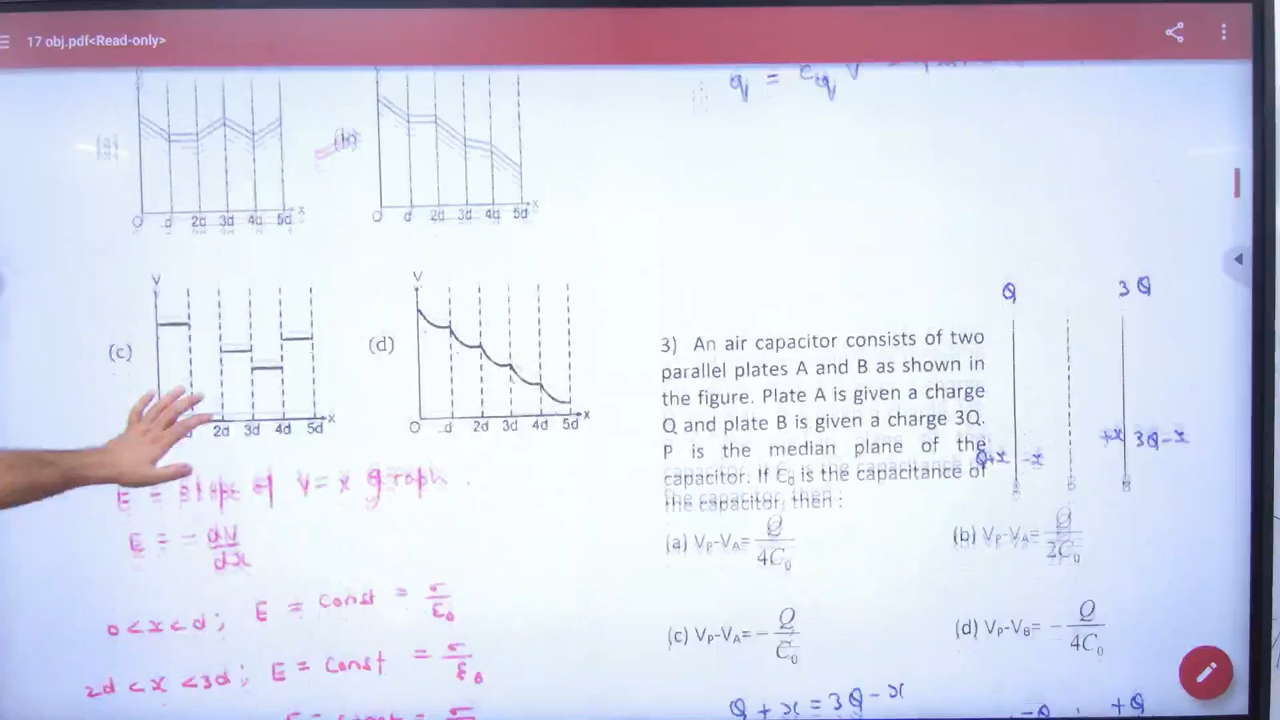 17 obj.pdf<Read-only>
q = Ceq V
(b)
O d 2d 3d 4d 5d x
O d 2d 3d 4d 5d x
V
V
(c)
(d)
2d 3d 4d 5d x
O d 2d 3d 4d 5d x
E = slope of V = x graph.
E = - dV/dx
0 < x < d ; E = const = σ/ε0
2d < x < 3d ; E = const = σ/ε0
Q 3Q
3) An air capacitor consists of two
parallel plates A and B as shown in
the figure. Plate A is given a charge
Q and plate B is given a charge 3Q.
P is the median plane of the
capacitor. If C0 is the capacitance of
the capacitor, then :
Q+x -x +x 3Q-x
A P B
(a) VP-VA= Q/4C0
(b) VP-VA= Q/2C0
(c) VP-VA= - Q/C0
(d) VP-VB= - Q/4C0
Q + x = 3Q - x
-Q +Q